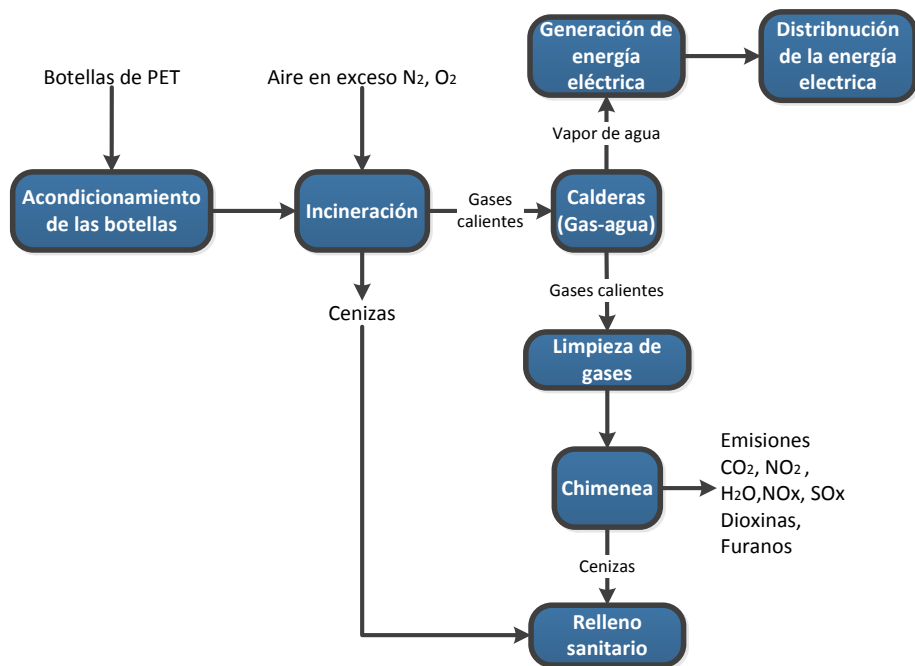 Generación de
energía
eléctrica
Distribnución
de la energía
electrica
Botellas de PET
Aire en exceso N2, O2
Vapor de agua
Acondicionamiento
de las botellas
Incineración
Gases
calientes
Calderas
(Gas-agua)
Gases calientes
Cenizas
Limpieza de
gases
Emisiones
CO2, NO2 ,
H2O,NOx, SOx
Dioxinas,
Furanos
Chimenea
Cenizas
Relleno
sanitario